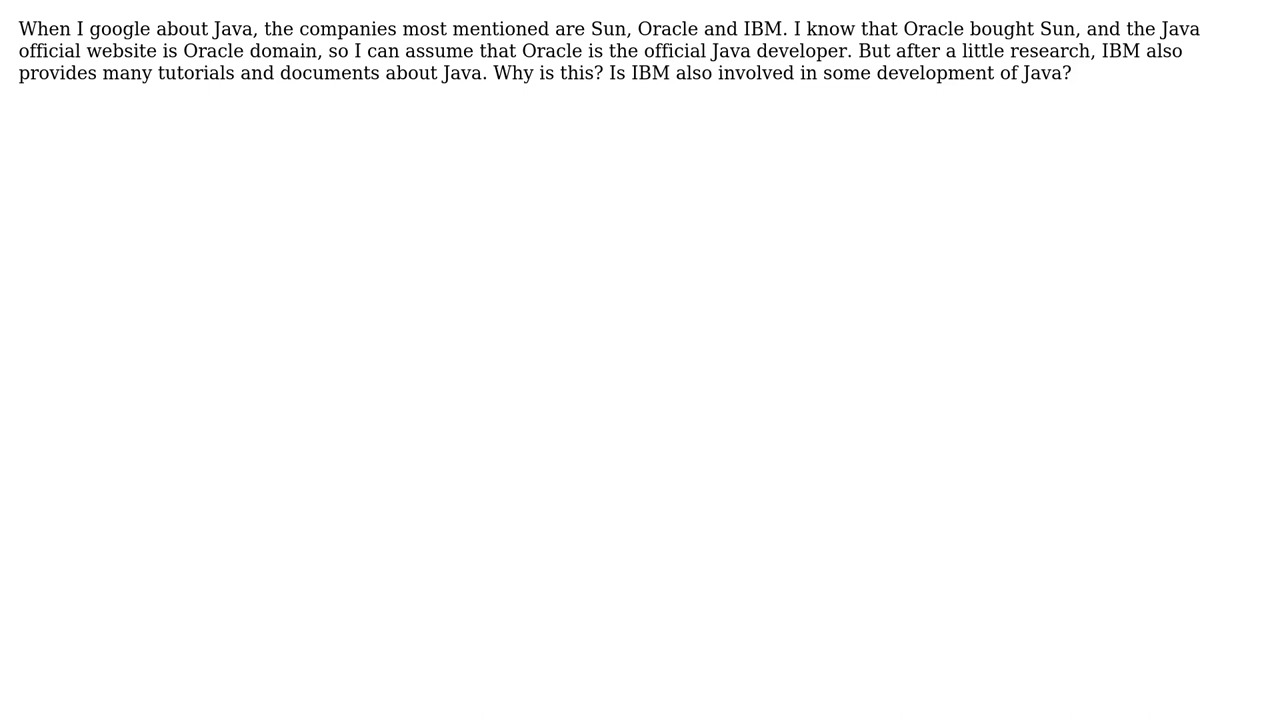 When I google about Java, the companies most mentioned are Sun, Oracle and IBM. I know that Oracle bought Sun, and the Java
official website is Oracle domain, so I can assume that Oracle is the official Java developer. But after a little research, IBM also
provides many tutorials and documents about Java. Why is this? Is IBM also involved in some development of Java?